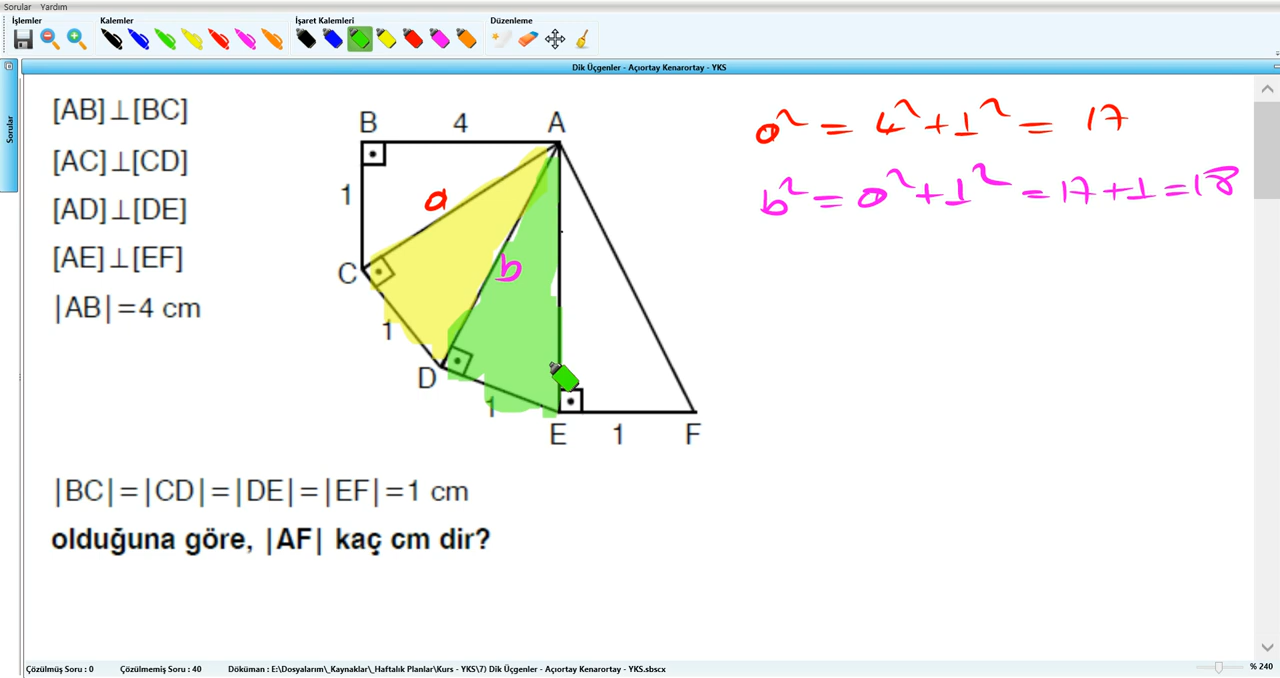 Sorular Yardım
İşlemler Kalemler İşaret Kalemleri Düzenleme
Dik Üçgenler - Açıortay Kenarortay - YKS
Sorular
[AB]⊥[BC]
[AC]⊥[CD]
[AD]⊥[DE]
[AE]⊥[EF]
|AB|=4 cm
B 4 A
1
a
C
b
1
D
1
E 1 F
a² = 4² + 1² = 17
b² = a² + 1² = 17 + 1 = 18
|BC|=|CD|=|DE|=|EF|=1 cm
olduğuna göre, |AF| kaç cm dir?
Çözülmüş Soru : 0 Çözülmemiş Soru : 40 Döküman : E:\Dosyalarım\_Kaynaklar\_Haftalık Planlar\Kurs - YKS\7) Dik Üçgenler - Açıortay Kenarortay - YKS.sbscx % 240